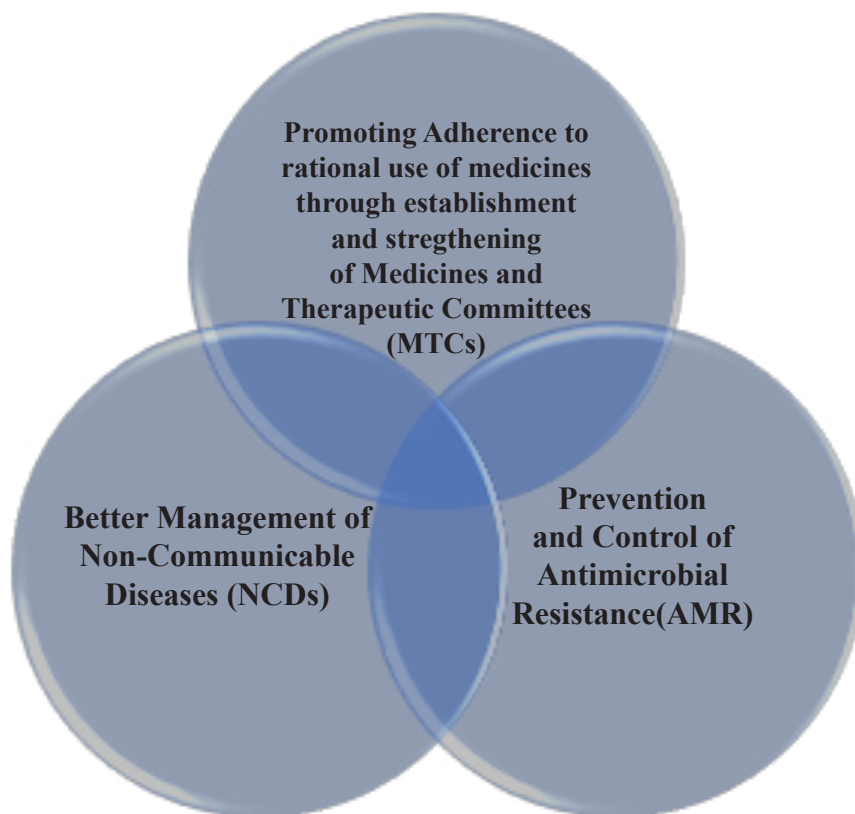 Promoting Adherence to
rational use of medicines
through establishment
and stregthening
of Medicines and
Therapeutic Committees
(MTCs)
Better Management of
Non-Communicable
Diseases (NCDs)
Prevention
and Control of
Antimicrobial
Resistance(AMR)